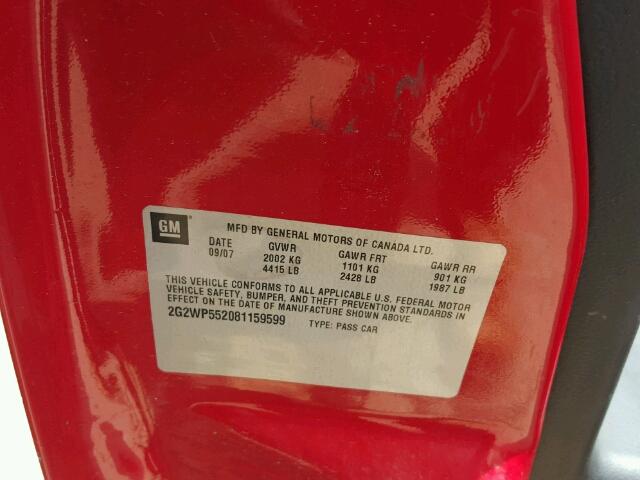 GM
MFD BY GENERAL MOTORS OF CANADA LTD.
DATE GVWR GAWR FRT GAWR RR
09/07 2002 KG 1101 KG 901 KG
4415 LB 2428 LB 1987 LB
THIS VEHICLE CONFORMS TO ALL APPLICABLE U.S. FEDERAL MOTOR
VEHICLE SAFETY, BUMPER, AND THEFT PREVENTION STANDARDS IN
EFFECT ON THE DATE OF MANUFACTURE SHOWN ABOVE.
2G2WP552081159599 TYPE: PASS CAR